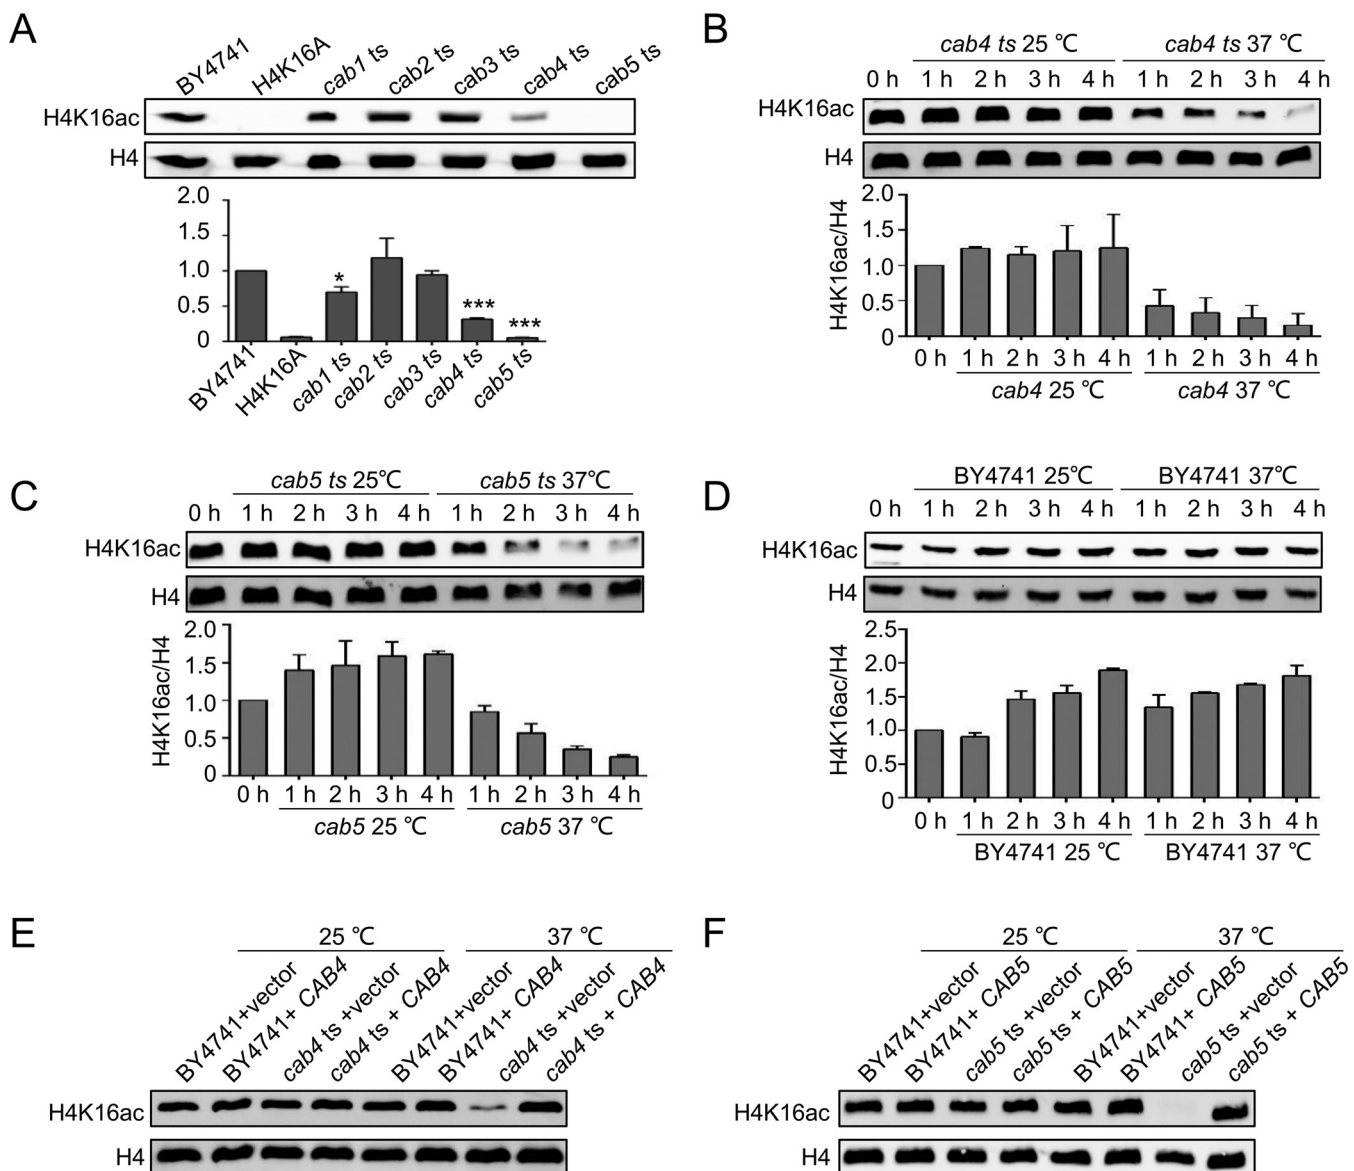 A
BY4741 H4K16A cab1 ts cab2 ts cab3 ts cab4 ts cab5 ts
H4K16ac
H4
2.0
1.5
1.0
0.5
0
* *** ***
BY4741 H4K16A cab1 ts cab2 ts cab3 ts cab4 ts cab5 ts
B
cab4 ts 25 ℃ cab4 ts 37 ℃
0 h 1 h 2 h 3 h 4 h 1 h 2 h 3 h 4 h
H4K16ac
H4
H4K16ac/H4
2.0
1.5
1.0
0.5
0
0 h 1 h 2 h 3 h 4 h 1 h 2 h 3 h 4 h
cab4 25 ℃ cab4 37 ℃
C
cab5 ts 25℃ cab5 ts 37℃
0 h 1 h 2 h 3 h 4 h 1 h 2 h 3 h 4 h
H4K16ac
H4
H4K16ac/H4
2.0
1.5
1.0
0.5
0
0 h 1 h 2 h 3 h 4 h 1 h 2 h 3 h 4 h
cab5 25 ℃ cab5 37 ℃
D
BY4741 25℃ BY4741 37℃
0 h 1 h 2 h 3 h 4 h 1 h 2 h 3 h 4 h
H4K16ac
H4
H4K16ac/H4
2.5
2.0
1.5
1.0
0.5
0
0 h 1 h 2 h 3 h 4 h 1 h 2 h 3 h 4 h
BY4741 25 ℃ BY4741 37 ℃
E
25 ℃ 37 ℃
BY4741+vector BY4741+ CAB4 cab4 ts +vector cab4 ts + CAB4 BY4741+vector BY4741+ CAB4 cab4 ts +vector cab4 ts + CAB4
H4K16ac
H4
F
25 ℃ 37 ℃
BY4741+vector BY4741+ CAB5 cab5 ts +vector cab5 ts + CAB5 BY4741+vector BY4741+ CAB5 cab5 ts +vector cab5 ts + CAB5
H4K16ac
H4